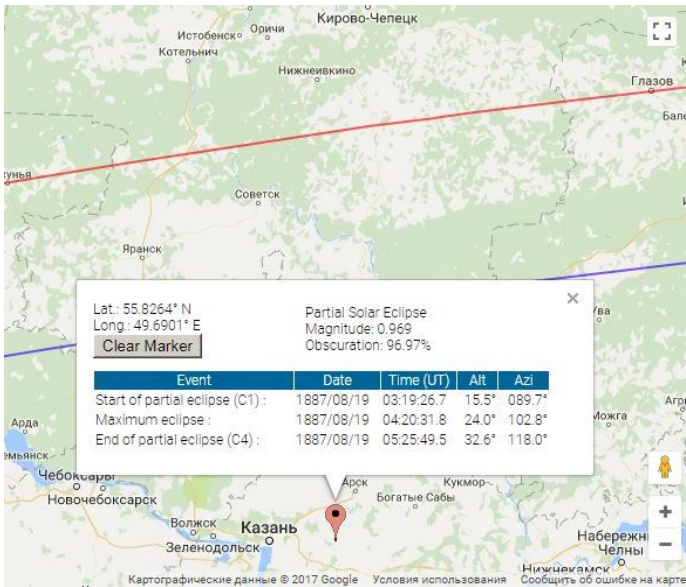 Кирово-Чепецк
Истобенск
Оричи
Котельнич
Нижнеивкино
Глазов
Бале
кунья
Советск
Яранск
×
Lat.: 55.8264° N
Long.: 49.6901° E
Clear Marker
Partial Solar Eclipse
Magnitude: 0.969
Obscuration: 96.97%
Ува
Event Date Time (UT) Alt Azi
Start of partial eclipse (C1) : 1887/08/19 03:19:26.7 15.5° 089.7°
Maximum eclipse : 1887/08/19 04:20:31.8 24.0° 102.8°
End of partial eclipse (C4) : 1887/08/19 05:25:49.5 32.6° 118.0°
Агр
Можга
Арда
емьянск
Чебоксары
Новочебоксарск
Арск
Кукмор
Богатые Сабы
Волжск
Казань
Зеленодольск
Набережн
Челны
Нижнекамск
+
−
Картографические данные © 2017 Google Условия использования Сообщить об ошибке на карте